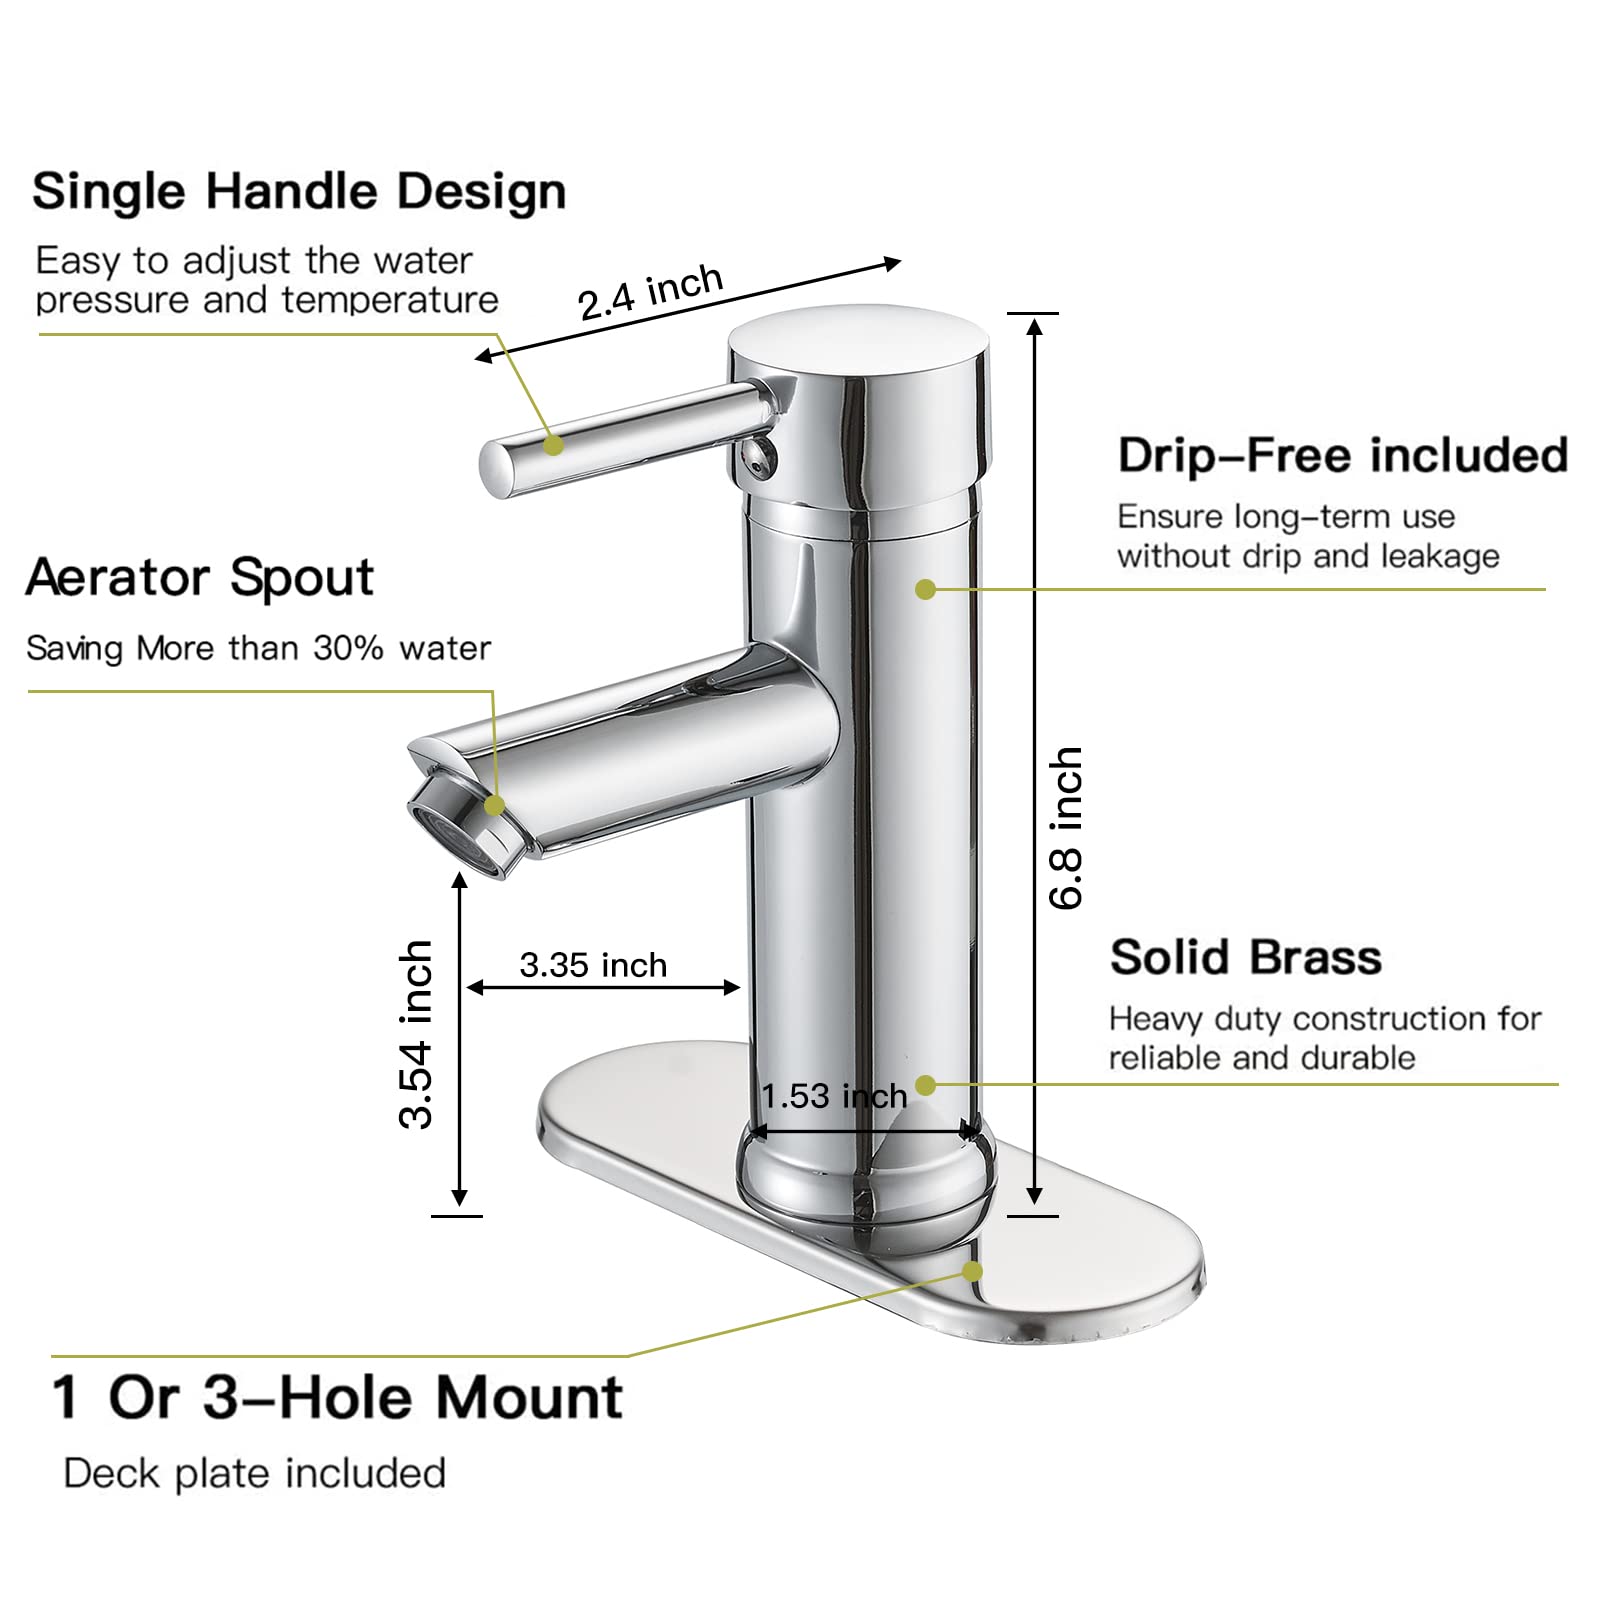 Single Handle Design
Easy to adjust the water
pressure and temperature
2.4 inch
Drip-Free included
Ensure long-term use
without drip and leakage
Aerator Spout
Saving More than 30% water
6.8 inch
3.35 inch
3.54 inch
Solid Brass
Heavy duty construction for
reliable and durable
1.53 inch
1 Or 3-Hole Mount
Deck plate included